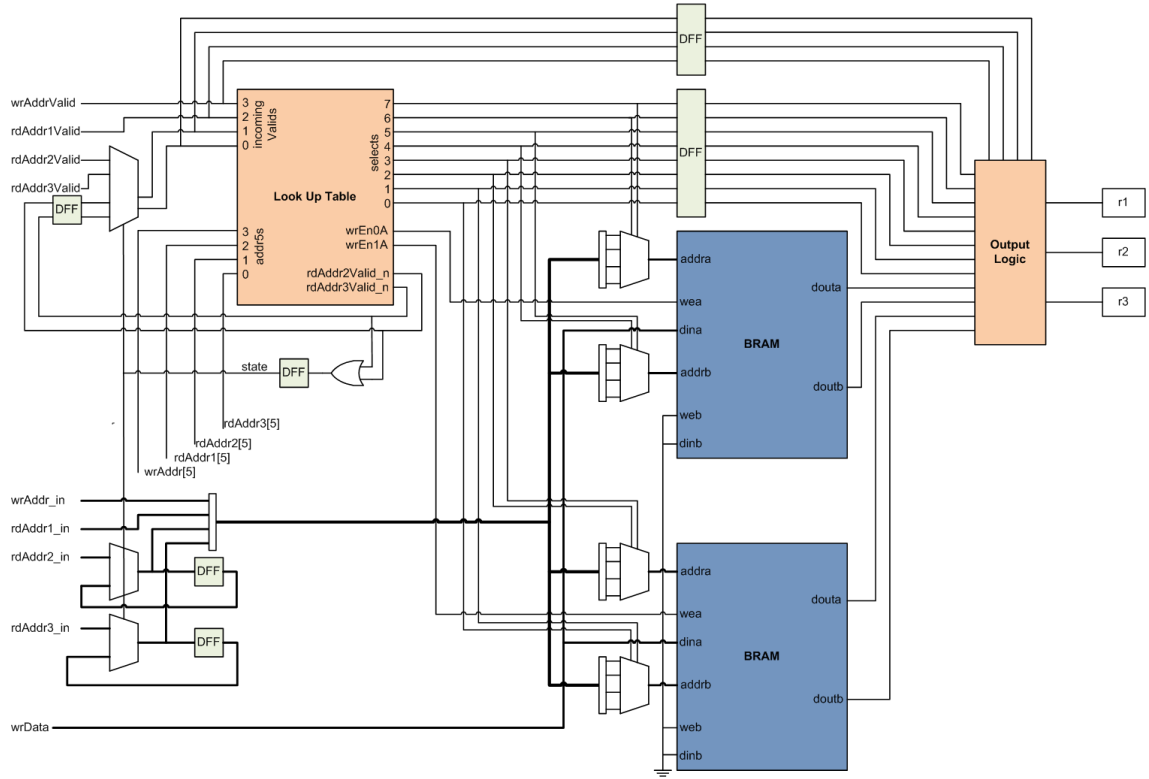 DFF
wrAddrValid
rdAddr1Valid
rdAddr2Valid
rdAddr3Valid
DFF
3
2
1
0
incoming
Valids
Look Up Table
3
2
1
0
addr5s
7
6
5
4
3
2
1
0
selects
wrEn0A
wrEn1A
rdAddr2Valid_n
rdAddr3Valid_n
DFF
Output
Logic
r1
r2
r3
state
DFF
rdAddr3[5]
rdAddr2[5]
rdAddr1[5]
wrAddr[5]
addra
wea
dina
addrb
web
dinb
BRAM
douta
doutb
wrAddr_in
rdAddr1_in
rdAddr2_in
rdAddr3_in
DFF
DFF
wrData
addra
wea
dina
addrb
web
dinb
BRAM
douta
doutb